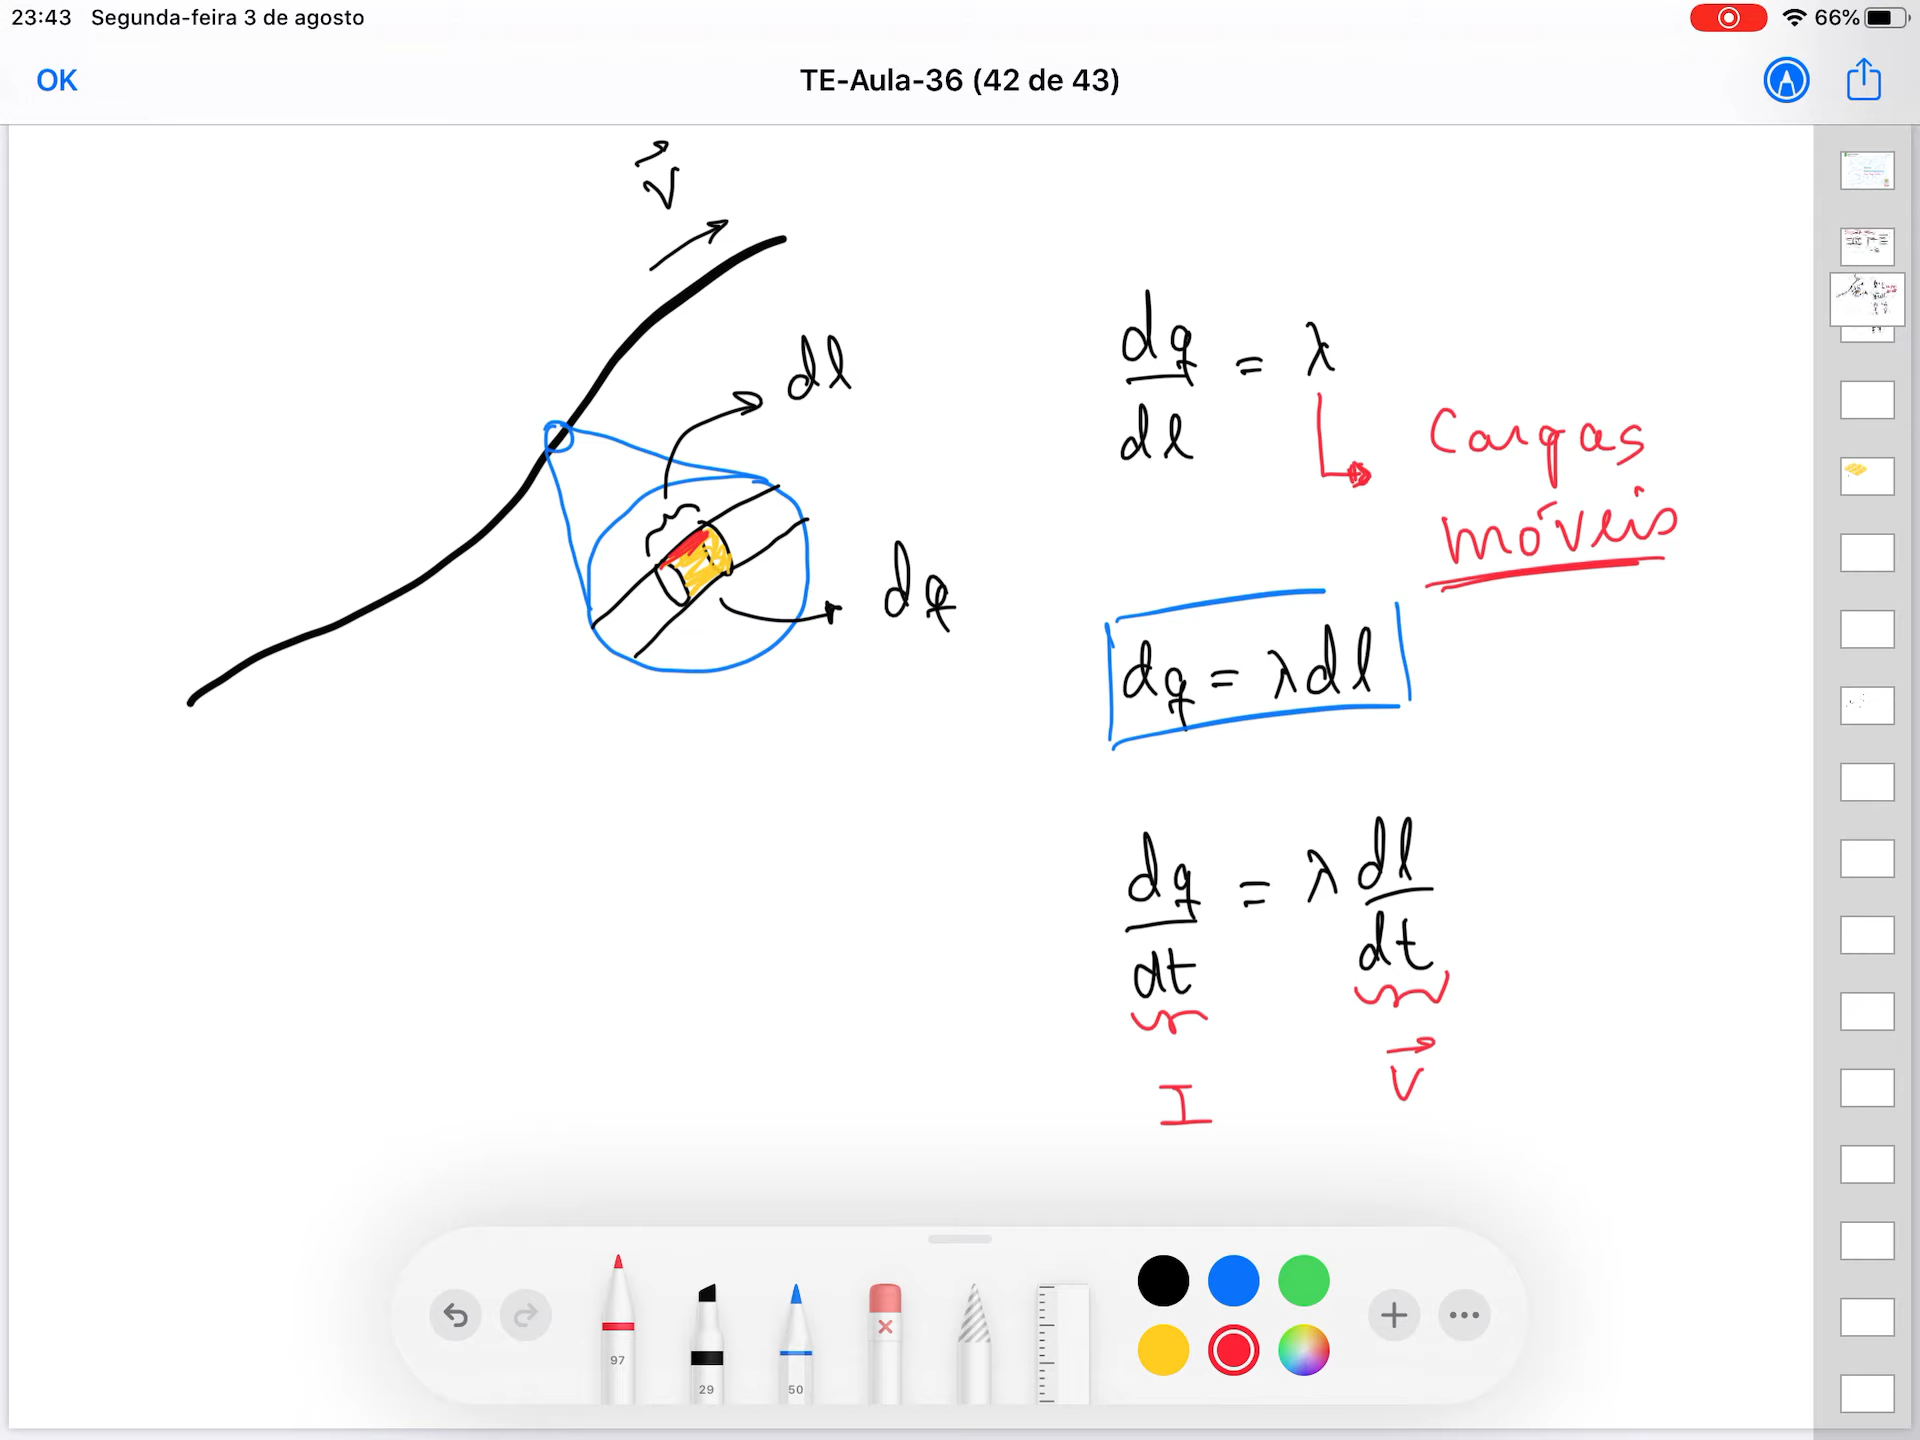 23:43 Segunda-feira 3 de agosto
66%
OK
TE-Aula-36 (42 de 43)
v⃗
dl
dq
dq/dl = λ
Cargas
móveis
dq = λdl
dq/dt = λ dl/dt
I
v⃗
97
29
50